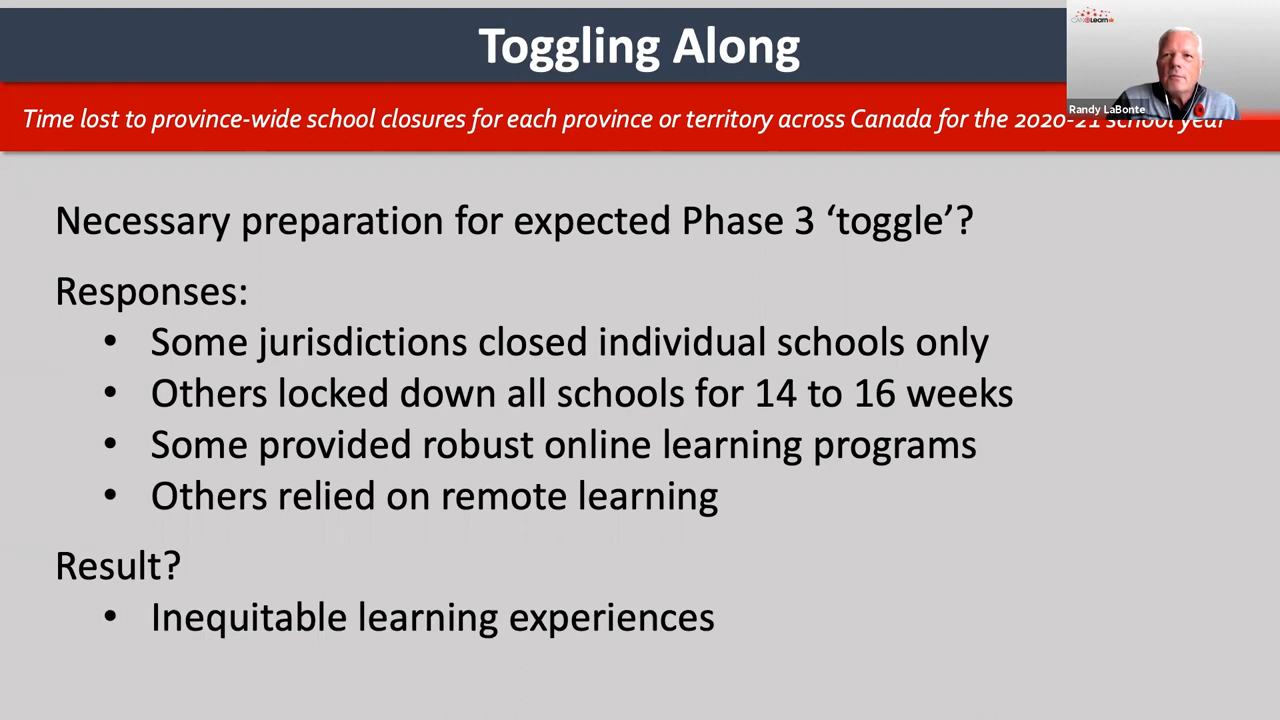 Toggling Along
CANeLearn
Randy LaBonte
Time lost to province-wide school closures for each province or territory across Canada for the 2020-21 school year
Necessary preparation for expected Phase 3 ‘toggle’?
Responses:
• Some jurisdictions closed individual schools only
• Others locked down all schools for 14 to 16 weeks
• Some provided robust online learning programs
• Others relied on remote learning
Result?
• Inequitable learning experiences